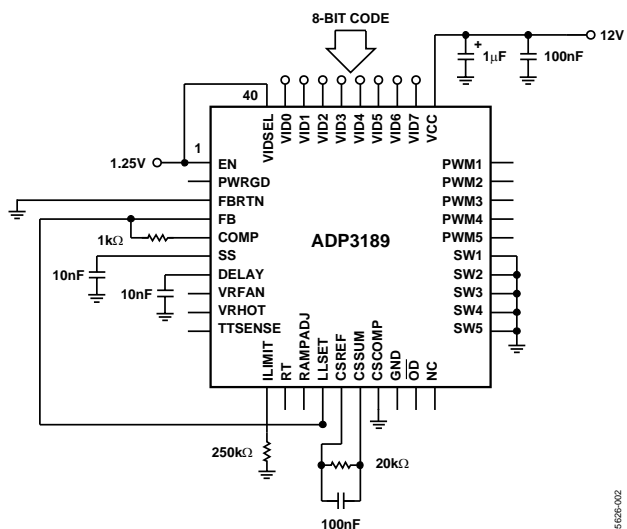 8-BIT CODE
12V
1μF
100nF
+
40
VIDSEL
VID0
VID1
VID2
VID3
VID4
VID5
VID6
VID7
VCC
1.25V
1
EN
PWRGD
FBRTN
FB
COMP
SS
DELAY
VRFAN
VRHOT
TTSENSE
1kΩ
10nF
10nF
ADP3189
PWM1
PWM2
PWM3
PWM4
PWM5
SW1
SW2
SW3
SW4
SW5
ILIMIT
RT
RAMPADJ
LLSET
CSREF
CSSUM
CSCOMP
GND
OD
NC
250kΩ
20kΩ
100nF
5626-002